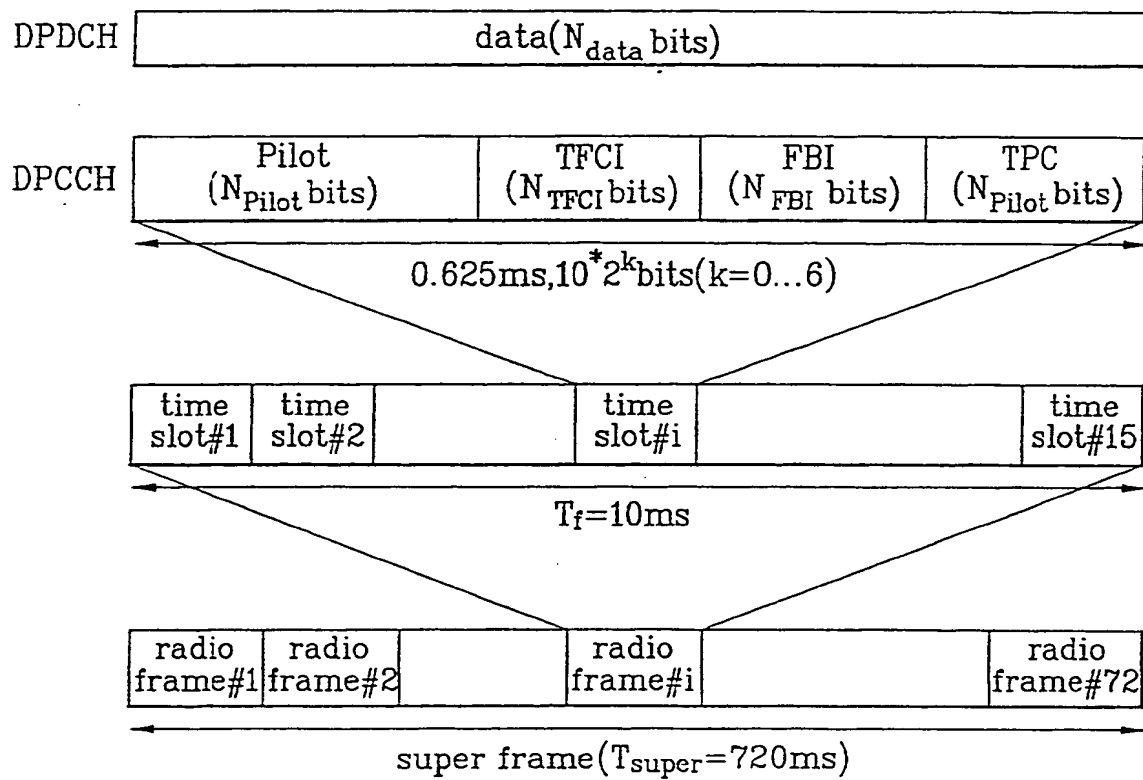 DPDCH data(N_data bits)
DPCCH
Pilot (N_Pilot bits)
TFCI (N_TFCI bits)
FBI (N_FBI bits)
TPC (N_Pilot bits)
0.625ms,10*2^k bits(k=0...6)
time slot#1
time slot#2
time slot#i
time slot#15
T_f=10ms
radio frame#1
radio frame#2
radio frame#i
radio frame#72
super frame(T_super=720ms)